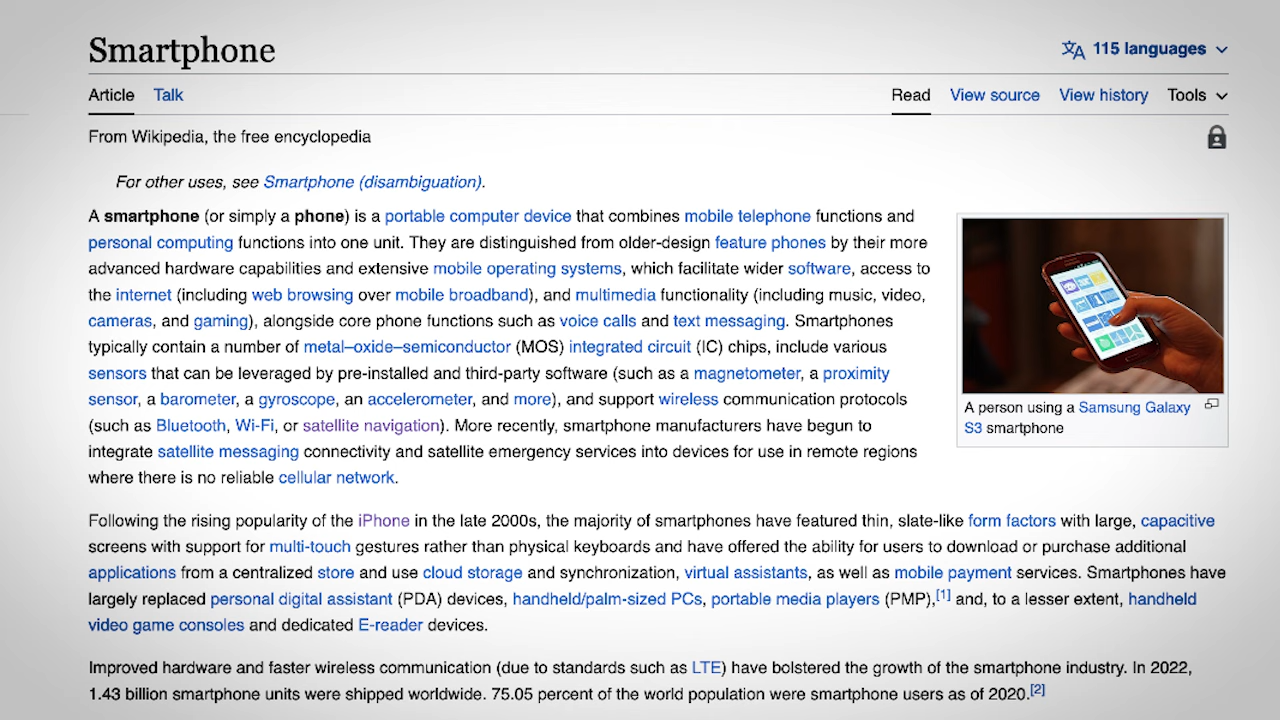 Smartphone
115 languages
Article Talk
Read View source View history Tools
From Wikipedia, the free encyclopedia
For other uses, see Smartphone (disambiguation).
A smartphone (or simply a phone) is a portable computer device that combines mobile telephone functions and
personal computing functions into one unit. They are distinguished from older-design feature phones by their more
advanced hardware capabilities and extensive mobile operating systems, which facilitate wider software, access to
the internet (including web browsing over mobile broadband), and multimedia functionality (including music, video,
cameras, and gaming), alongside core phone functions such as voice calls and text messaging. Smartphones
typically contain a number of metal–oxide–semiconductor (MOS) integrated circuit (IC) chips, include various
sensors that can be leveraged by pre-installed and third-party software (such as a magnetometer, a proximity
sensor, a barometer, a gyroscope, an accelerometer, and more), and support wireless communication protocols
(such as Bluetooth, Wi-Fi, or satellite navigation). More recently, smartphone manufacturers have begun to
integrate satellite messaging connectivity and satellite emergency services into devices for use in remote regions
where there is no reliable cellular network.
A person using a Samsung Galaxy
S3 smartphone
Following the rising popularity of the iPhone in the late 2000s, the majority of smartphones have featured thin, slate-like form factors with large, capacitive
screens with support for multi-touch gestures rather than physical keyboards and have offered the ability for users to download or purchase additional
applications from a centralized store and use cloud storage and synchronization, virtual assistants, as well as mobile payment services. Smartphones have
largely replaced personal digital assistant (PDA) devices, handheld/palm-sized PCs, portable media players (PMP),[1] and, to a lesser extent, handheld
video game consoles and dedicated E-reader devices.
Improved hardware and faster wireless communication (due to standards such as LTE) have bolstered the growth of the smartphone industry. In 2022,
1.43 billion smartphone units were shipped worldwide. 75.05 percent of the world population were smartphone users as of 2020.[2]